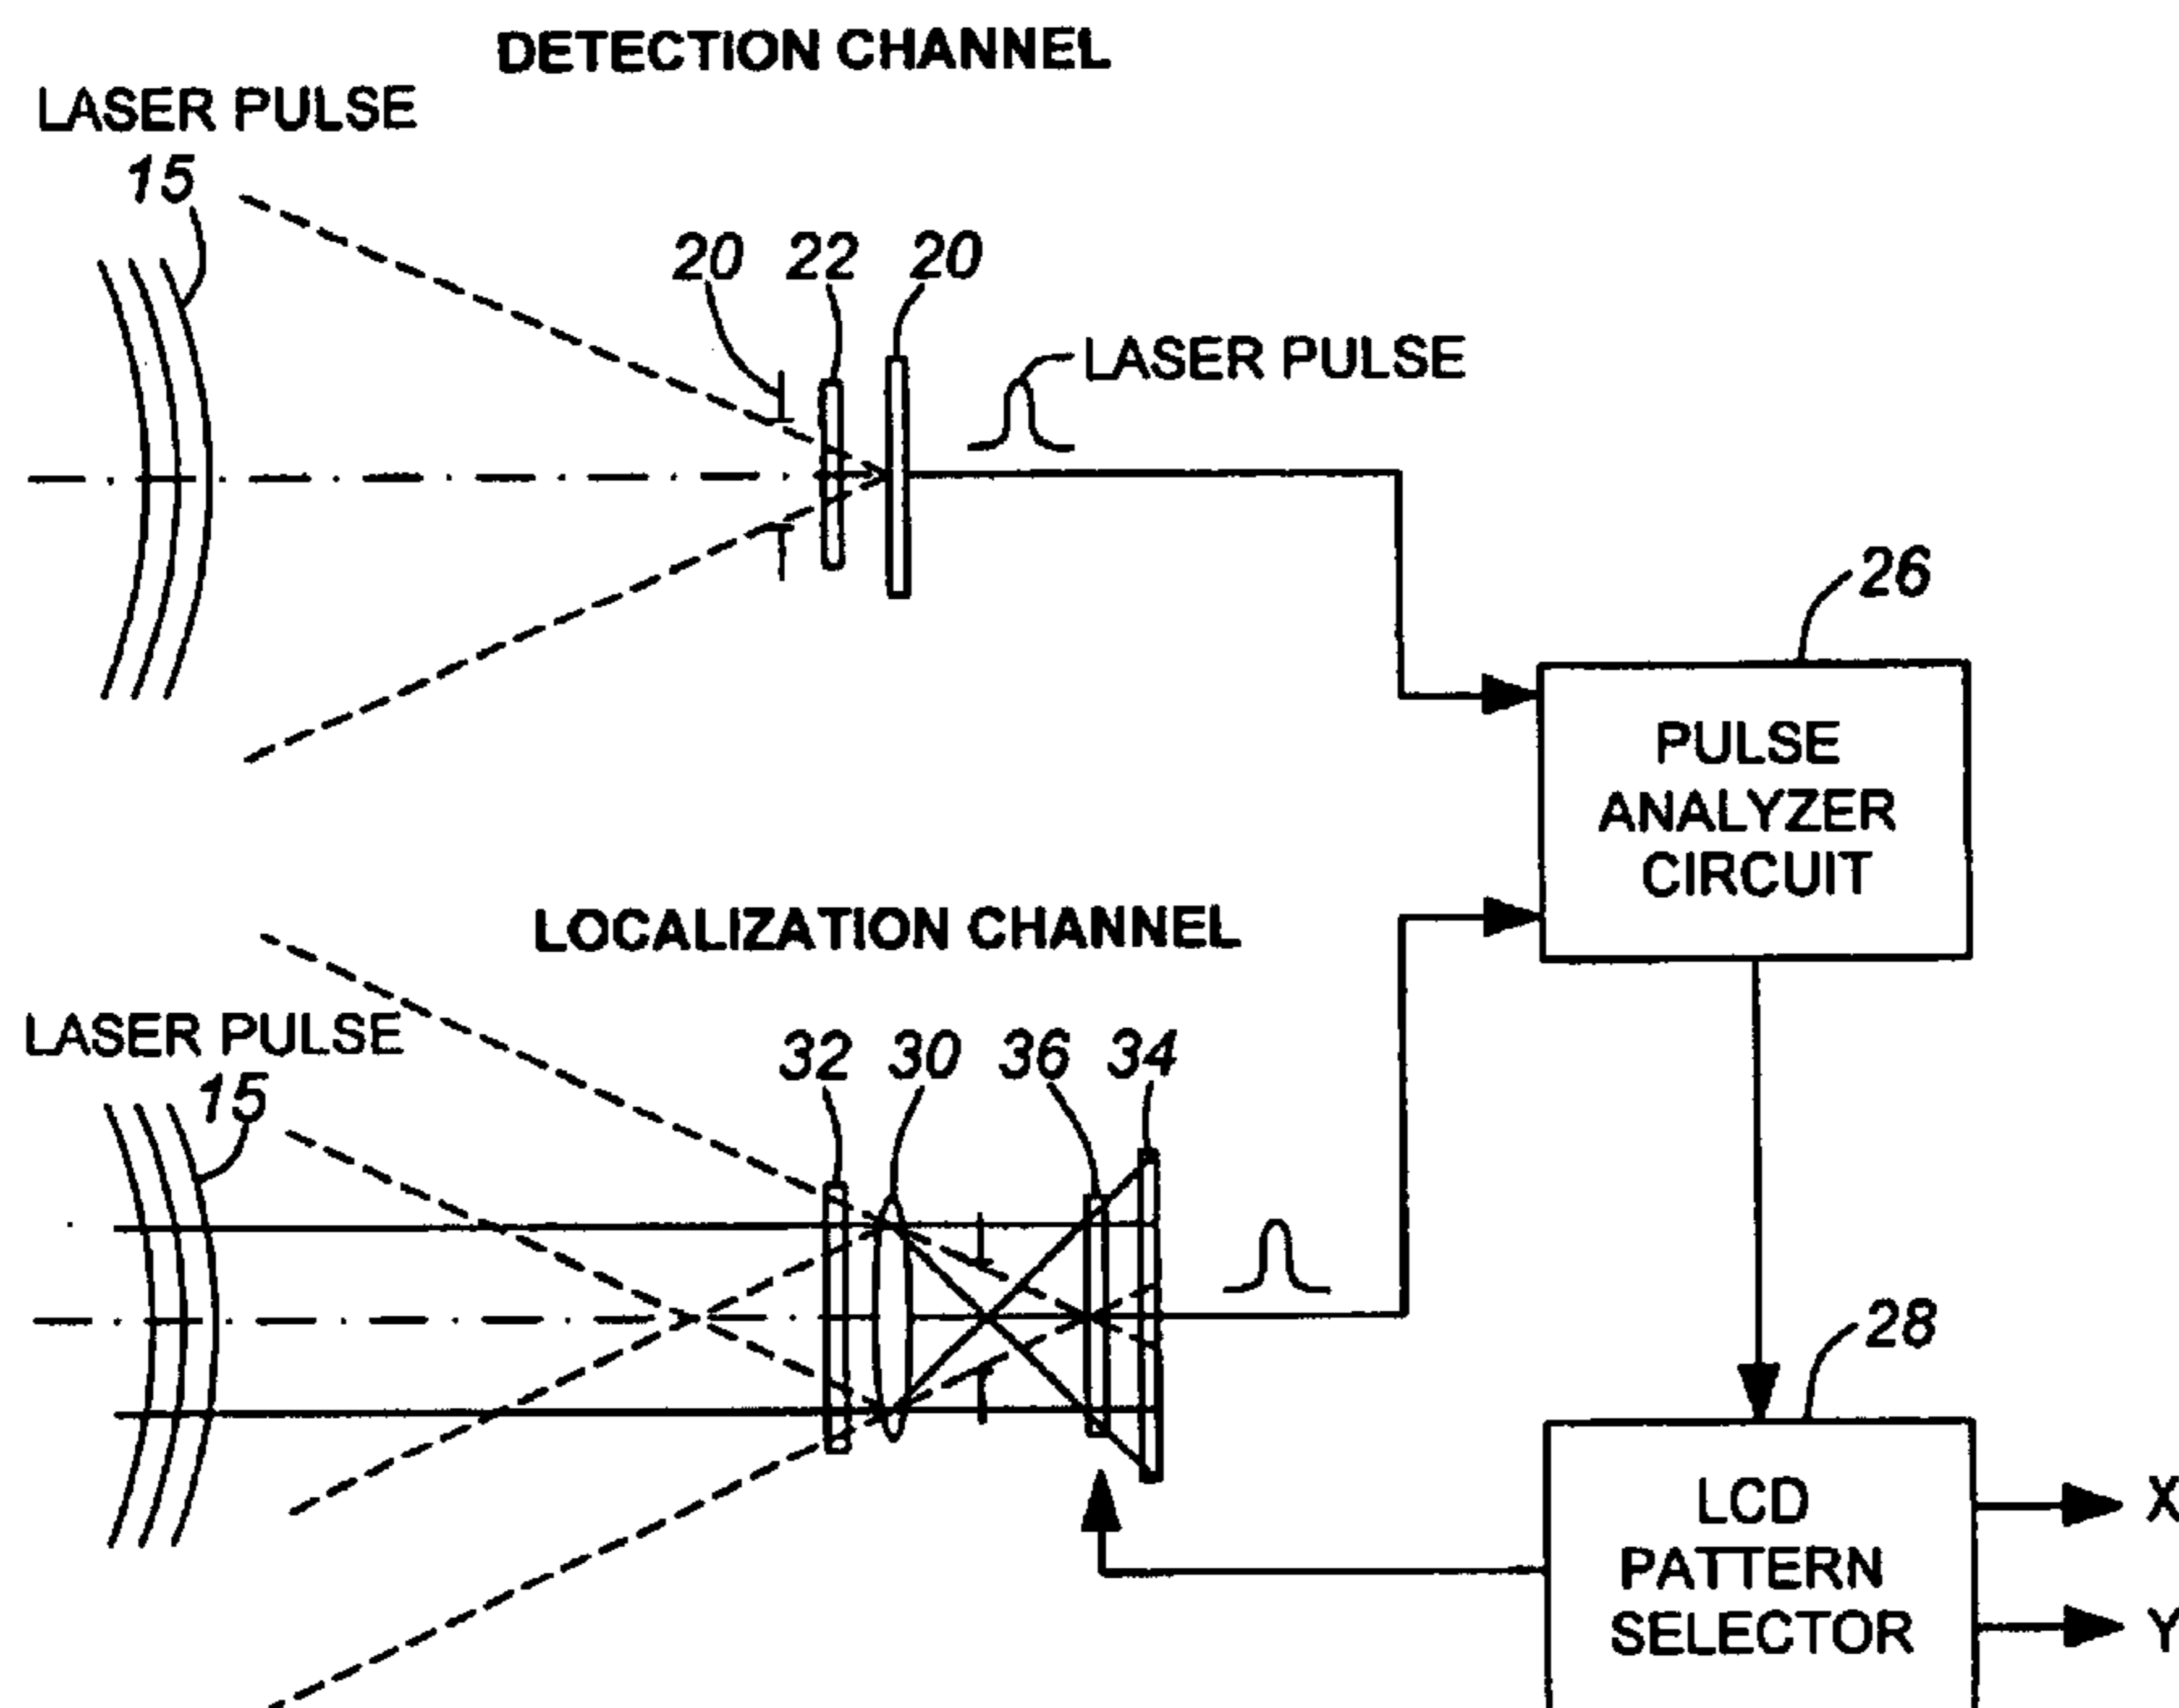 DETECTION CHANNEL
LASER PULSE
15
20 22 20
LASER PULSE
26
PULSE
ANALYZER
CIRCUIT
LOCALIZATION CHANNEL
LASER PULSE
15
32 30 36 34
28
LCD
PATTERN
SELECTOR
X
Y